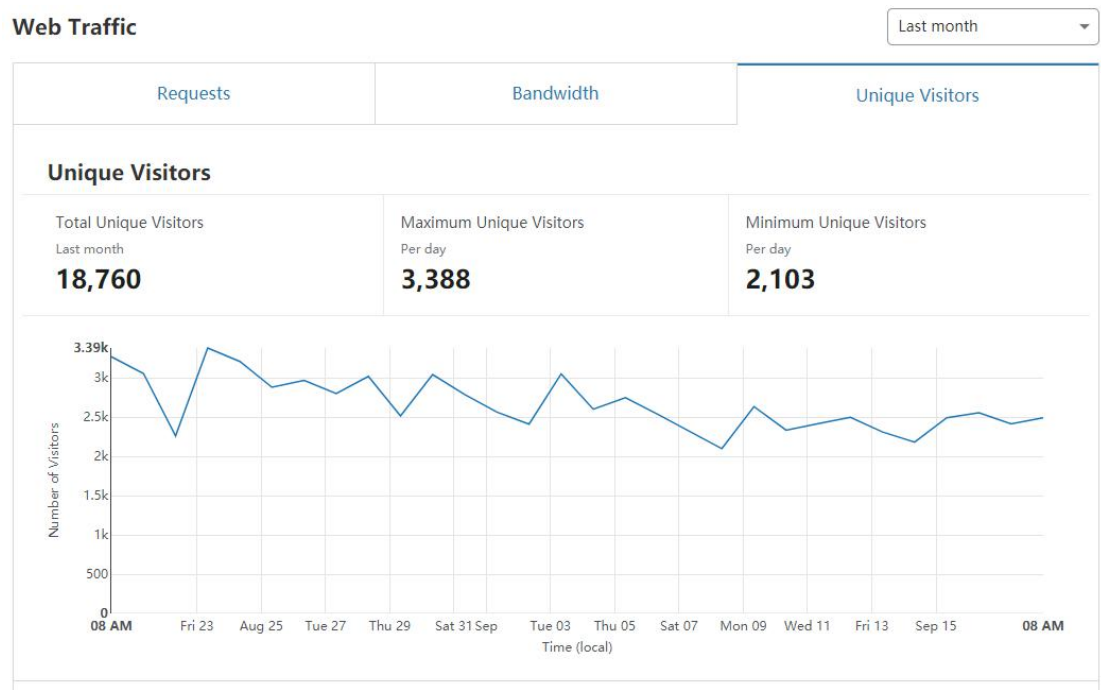 Web Traffic
Last month
Requests
Bandwidth
Unique Visitors
Unique Visitors
Total Unique Visitors
Last month
18,760
Maximum Unique Visitors
Per day
3,388
Minimum Unique Visitors
Per day
2,103
3.39k
3k
2.5k
2k
1.5k
1k
500
0
Number of Visitors
08 AM Fri 23 Aug 25 Tue 27 Thu 29 Sat 31 Sep Tue 03 Thu 05 Sat 07 Mon 09 Wed 11 Fri 13 Sep 15 08 AM
Time (local)